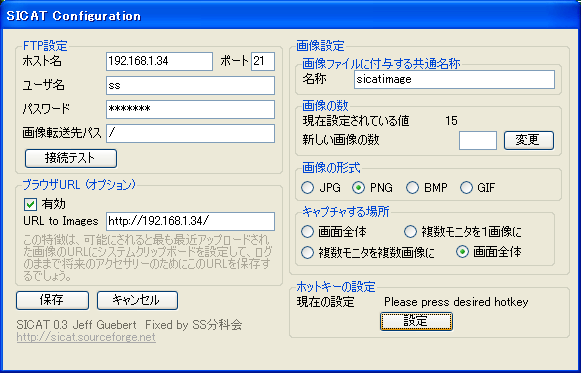 SICAT Configuration
FTP設定
ホスト名 192.168.1.34 ポート 21
ユーザ名 ss
パスワード *******
画像転送先パス /
接続テスト
ブラウザURL (オプション)
有効
URL to Images http://192.168.1.34/
この特徴は、可能にされると最も最近アップロードされ
た画像のURLにシステムクリップボードを設定して、ログ
のままで将来のアクセサリーのためにこのURLを保存す
るでしょう。
保存 キャンセル
SICAT 0.3 Jeff Guebert Fixed by SS分科会
http://sicat.sourceforge.net
画像設定
画像ファイルに付与する共通名称
名称 sicatimage
画像の数
現在設定されている値 15
新しい画像の数 変更
画像の形式
JPG PNG BMP GIF
キャプチャする場所
画面全体 複数モニタを1画像に
複数モニタを複数画像に 画面全体
ホットキーの設定
現在の設定 Please press desired hotkey
設定